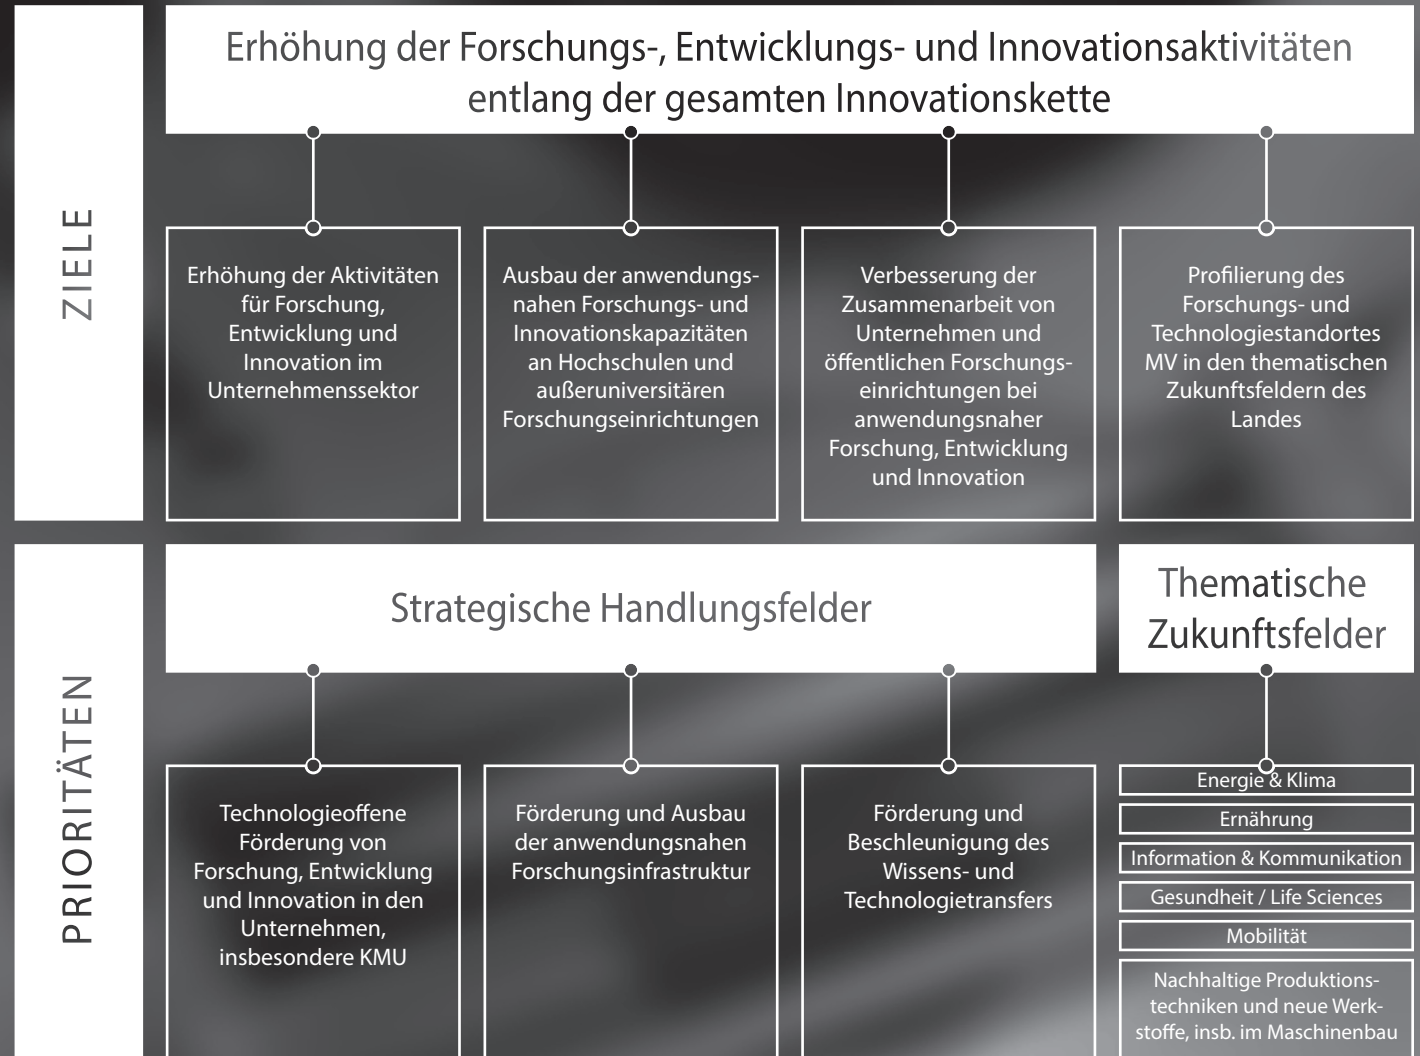 ZIELE
Erhöhung der Forschungs-, Entwicklungs- und Innovationsaktivitäten
entlang der gesamten Innovationskette
Erhöhung der Aktivitäten
für Forschung,
Entwicklung und
Innovation im
Unternehmenssektor
Ausbau der anwendungs-
nahen Forschungs- und
Innovationskapazitäten
an Hochschulen und
außeruniversitären
Forschungseinrichtungen
Verbesserung der
Zusammenarbeit von
Unternehmen und
öffentlichen Forschungs-
einrichtungen bei
anwendungsnaher
Forschung, Entwicklung
und Innovation
Profilierung des
Forschungs- und
Technologiestandortes
MV in den thematischen
Zukunftsfeldern des
Landes
PRIORITÄTEN
Strategische Handlungsfelder
Technologieoffene
Förderung von
Forschung, Entwicklung
und Innovation in den
Unternehmen,
insbesondere KMU
Förderung und Ausbau
der anwendungsnahen
Forschungsinfrastruktur
Förderung und
Beschleunigung des
Wissens- und
Technologietransfers
Thematische
Zukunftsfelder
Energie & Klima
Ernährung
Information & Kommunikation
Gesundheit / Life Sciences
Mobilität
Nachhaltige Produktions-
techniken und neue Werk-
stoffe, insb. im Maschinenbau